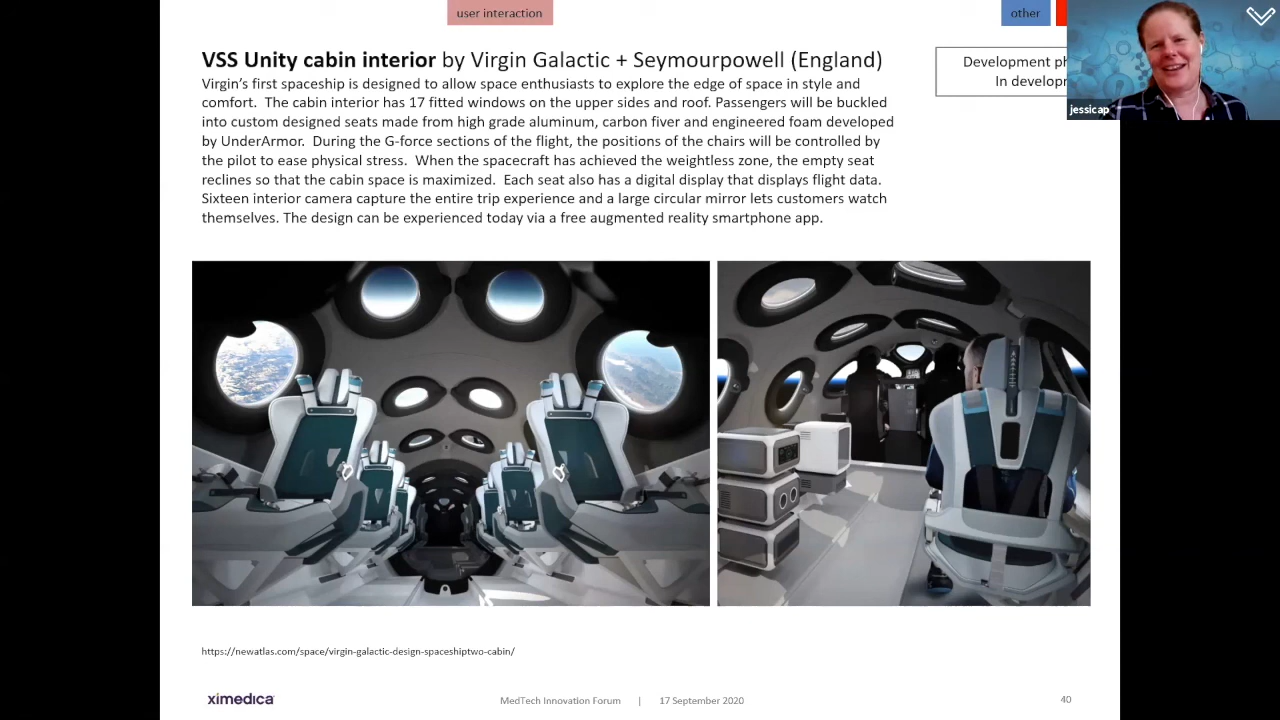 user interaction
other
VSS Unity cabin interior by Virgin Galactic + Seymourpowell (England)
Development ph
In develop
jessicap
Virgin's first spaceship is designed to allow space enthusiasts to explore the edge of space in style and
comfort. The cabin interior has 17 fitted windows on the upper sides and roof. Passengers will be buckled
into custom designed seats made from high grade aluminum, carbon fiver and engineered foam developed
by UnderArmor. During the G-force sections of the flight, the positions of the chairs will be controlled by
the pilot to ease physical stress. When the spacecraft has achieved the weightless zone, the empty seat
reclines so that the cabin space is maximized. Each seat also has a digital display that displays flight data.
Sixteen interior camera capture the entire trip experience and a large circular mirror lets customers watch
themselves. The design can be experienced today via a free augmented reality smartphone app.
https://newatlas.com/space/virgin-galactic-design-spaceshiptwo-cabin/
ximedica
MedTech Innovation Forum | 17 September 2020
40